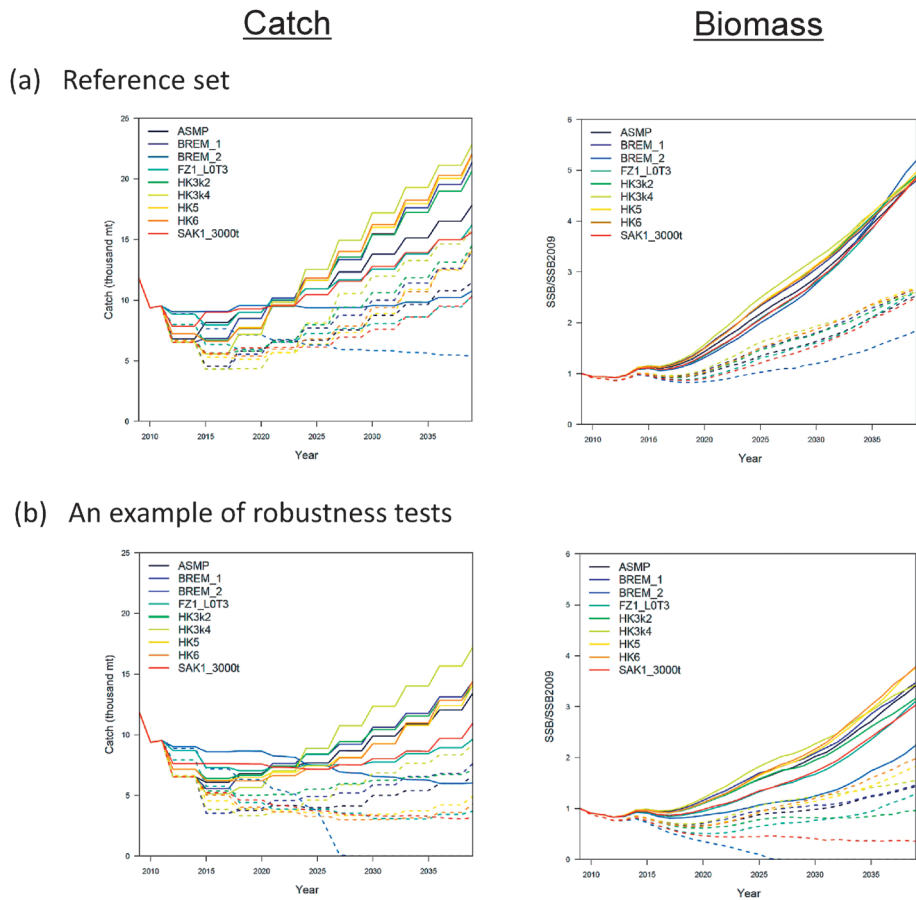 Catch Biomass
(a) Reference set
Catch (thousand mt)
25
20
15
10
5
0
ASMP
BREM_1
BREM_2
FZ1_L0T3
HK3k2
HK3k4
HK5
HK6
SAK1_3000t
2010 2015 2020 2025 2030 2035
Year
SSB/SSB2009
6
5
4
3
2
1
0
ASMP
BREM_1
BREM_2
FZ1_L0T3
HK3k2
HK3k4
HK5
HK6
SAK1_3000t
2010 2015 2020 2025 2030 2035
Year
(b) An example of robustness tests
Catch (thousand mt)
25
20
15
10
5
0
ASMP
BREM_1
BREM_2
FZ1_L0T3
HK3k2
HK3k4
HK5
HK6
SAK1_3000t
2010 2015 2020 2025 2030 2035
Year
SSB/SSB2009
6
5
4
3
2
1
0
ASMP
BREM_1
BREM_2
FZ1_L0T3
HK3k2
HK3k4
HK5
HK6
SAK1_3000t
2010 2015 2020 2025 2030 2035
Year